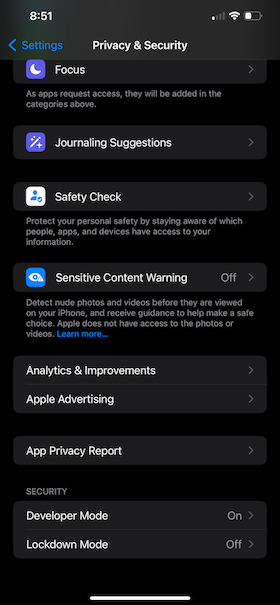 8:51
Settings
Privacy & Security
Focus
As apps request access, they will be added in the
categories above.
Journaling Suggestions
Safety Check
Protect your personal safety by staying aware of which
people, apps, and devices have access to your
information.
Sensitive Content Warning Off
Detect nude photos and videos before they are viewed
on your iPhone, and receive guidance to help make a safe
choice. Apple does not have access to the photos or
videos. Learn more...
Analytics & Improvements
Apple Advertising
App Privacy Report
SECURITY
Developer Mode On
Lockdown Mode Off